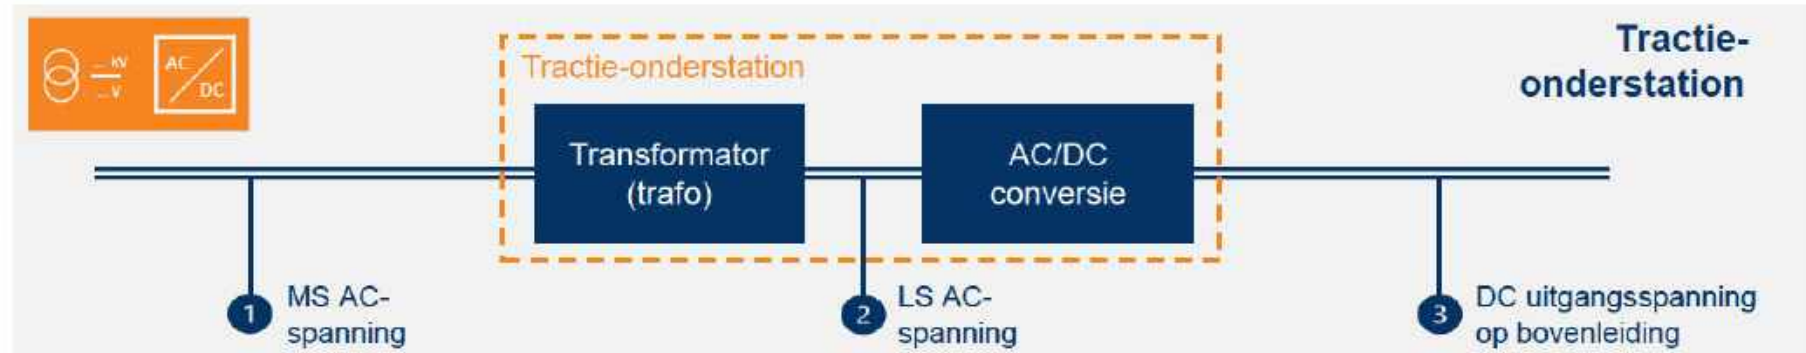 ... kV
... V
AC
DC
Tractie-onderstation
Tractie-
onderstation
Transformator
(trafo)
AC/DC
conversie
1
MS AC-
spanning
2
LS AC-
spanning
3
DC uitgangsspanning
op bovenleiding